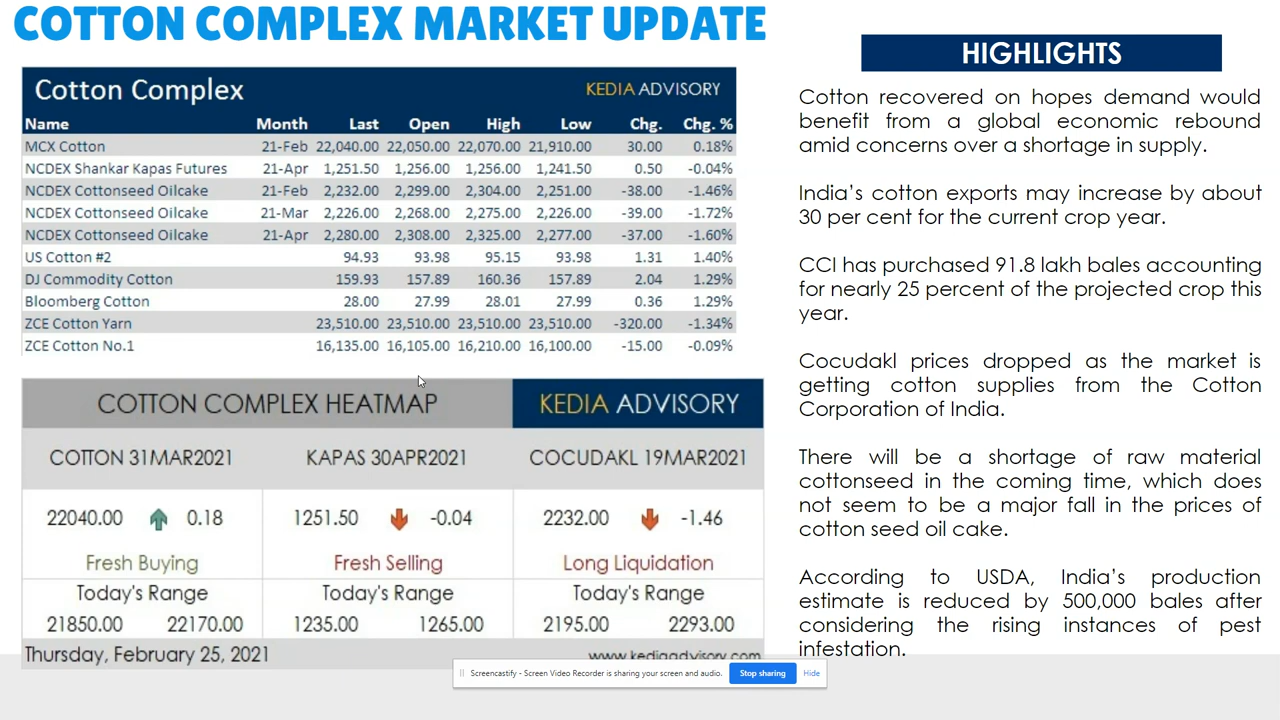 COTTON COMPLEX MARKET UPDATE
Cotton Complex KEDIA ADVISORY
Name Month Last Open High Low Chg. Chg. %
MCX Cotton 21-Feb 22,040.00 22,050.00 22,070.00 21,910.00 30.00 0.18%
NCDEX Shankar Kapas Futures 21-Apr 1,251.50 1,256.00 1,256.00 1,241.50 0.50 -0.04%
NCDEX Cottonseed Oilcake 21-Feb 2,232.00 2,299.00 2,304.00 2,251.00 -38.00 -1.46%
NCDEX Cottonseed Oilcake 21-Mar 2,226.00 2,268.00 2,275.00 2,226.00 -39.00 -1.72%
NCDEX Cottonseed Oilcake 21-Apr 2,280.00 2,308.00 2,325.00 2,277.00 -37.00 -1.60%
US Cotton #2 94.93 93.98 95.15 93.98 1.31 1.40%
DJ Commodity Cotton 159.93 157.89 160.36 157.89 2.04 1.29%
Bloomberg Cotton 28.00 27.99 28.01 27.99 0.36 1.29%
ZCE Cotton Yarn 23,510.00 23,510.00 23,510.00 23,510.00 -320.00 -1.34%
ZCE Cotton No.1 16,135.00 16,105.00 16,210.00 16,100.00 -15.00 -0.09%
COTTON COMPLEX HEATMAP KEDIA ADVISORY
COTTON 31MAR2021 KAPAS 30APR2021 COCUDAKL 19MAR2021
22040.00 0.18 1251.50 -0.04 2232.00 -1.46
Fresh Buying Fresh Selling Long Liquidation
Today's Range Today's Range Today's Range
21850.00 22170.00 1235.00 1265.00 2195.00 2293.00
Thursday, February 25, 2021 www.kediaadvisory.com
HIGHLIGHTS
Cotton recovered on hopes demand would
benefit from a global economic rebound
amid concerns over a shortage in supply.
India's cotton exports may increase by about
30 per cent for the current crop year.
CCI has purchased 91.8 lakh bales accounting
for nearly 25 percent of the projected crop this
year.
Cocudakl prices dropped as the market is
getting cotton supplies from the Cotton
Corporation of India.
There will be a shortage of raw material
cottonseed in the coming time, which does
not seem to be a major fall in the prices of
cotton seed oil cake.
According to USDA, India's production
estimate is reduced by 500,000 bales after
considering the rising instances of pest
infestation.
Screencastify - Screen Video Recorder is sharing your screen and audio. Stop sharing Hide